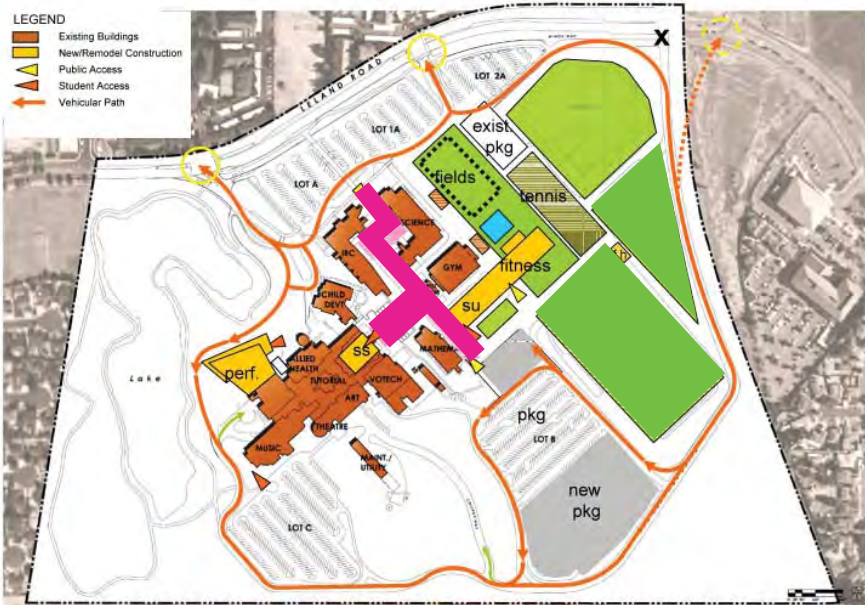 LEGEND
Existing Buildings
New/Remodel Construction
Public Access
Student Access
Vehicular Path
LELAND ROAD
X
LOT 2A
LOT 1A
LOT A
exist.
pkg
fields
tennis
SCIENCE
LRC
GYM
fitness
su
CHILD
DEVT
Lake
perf.
ss
MATHEM
ALLIED
HEALTH
TUTORIAL
VOTECH
ART
THEATRE
MUSIC
MAINT./
UTILITY
pkg
LOT B
new
pkg
LOT C